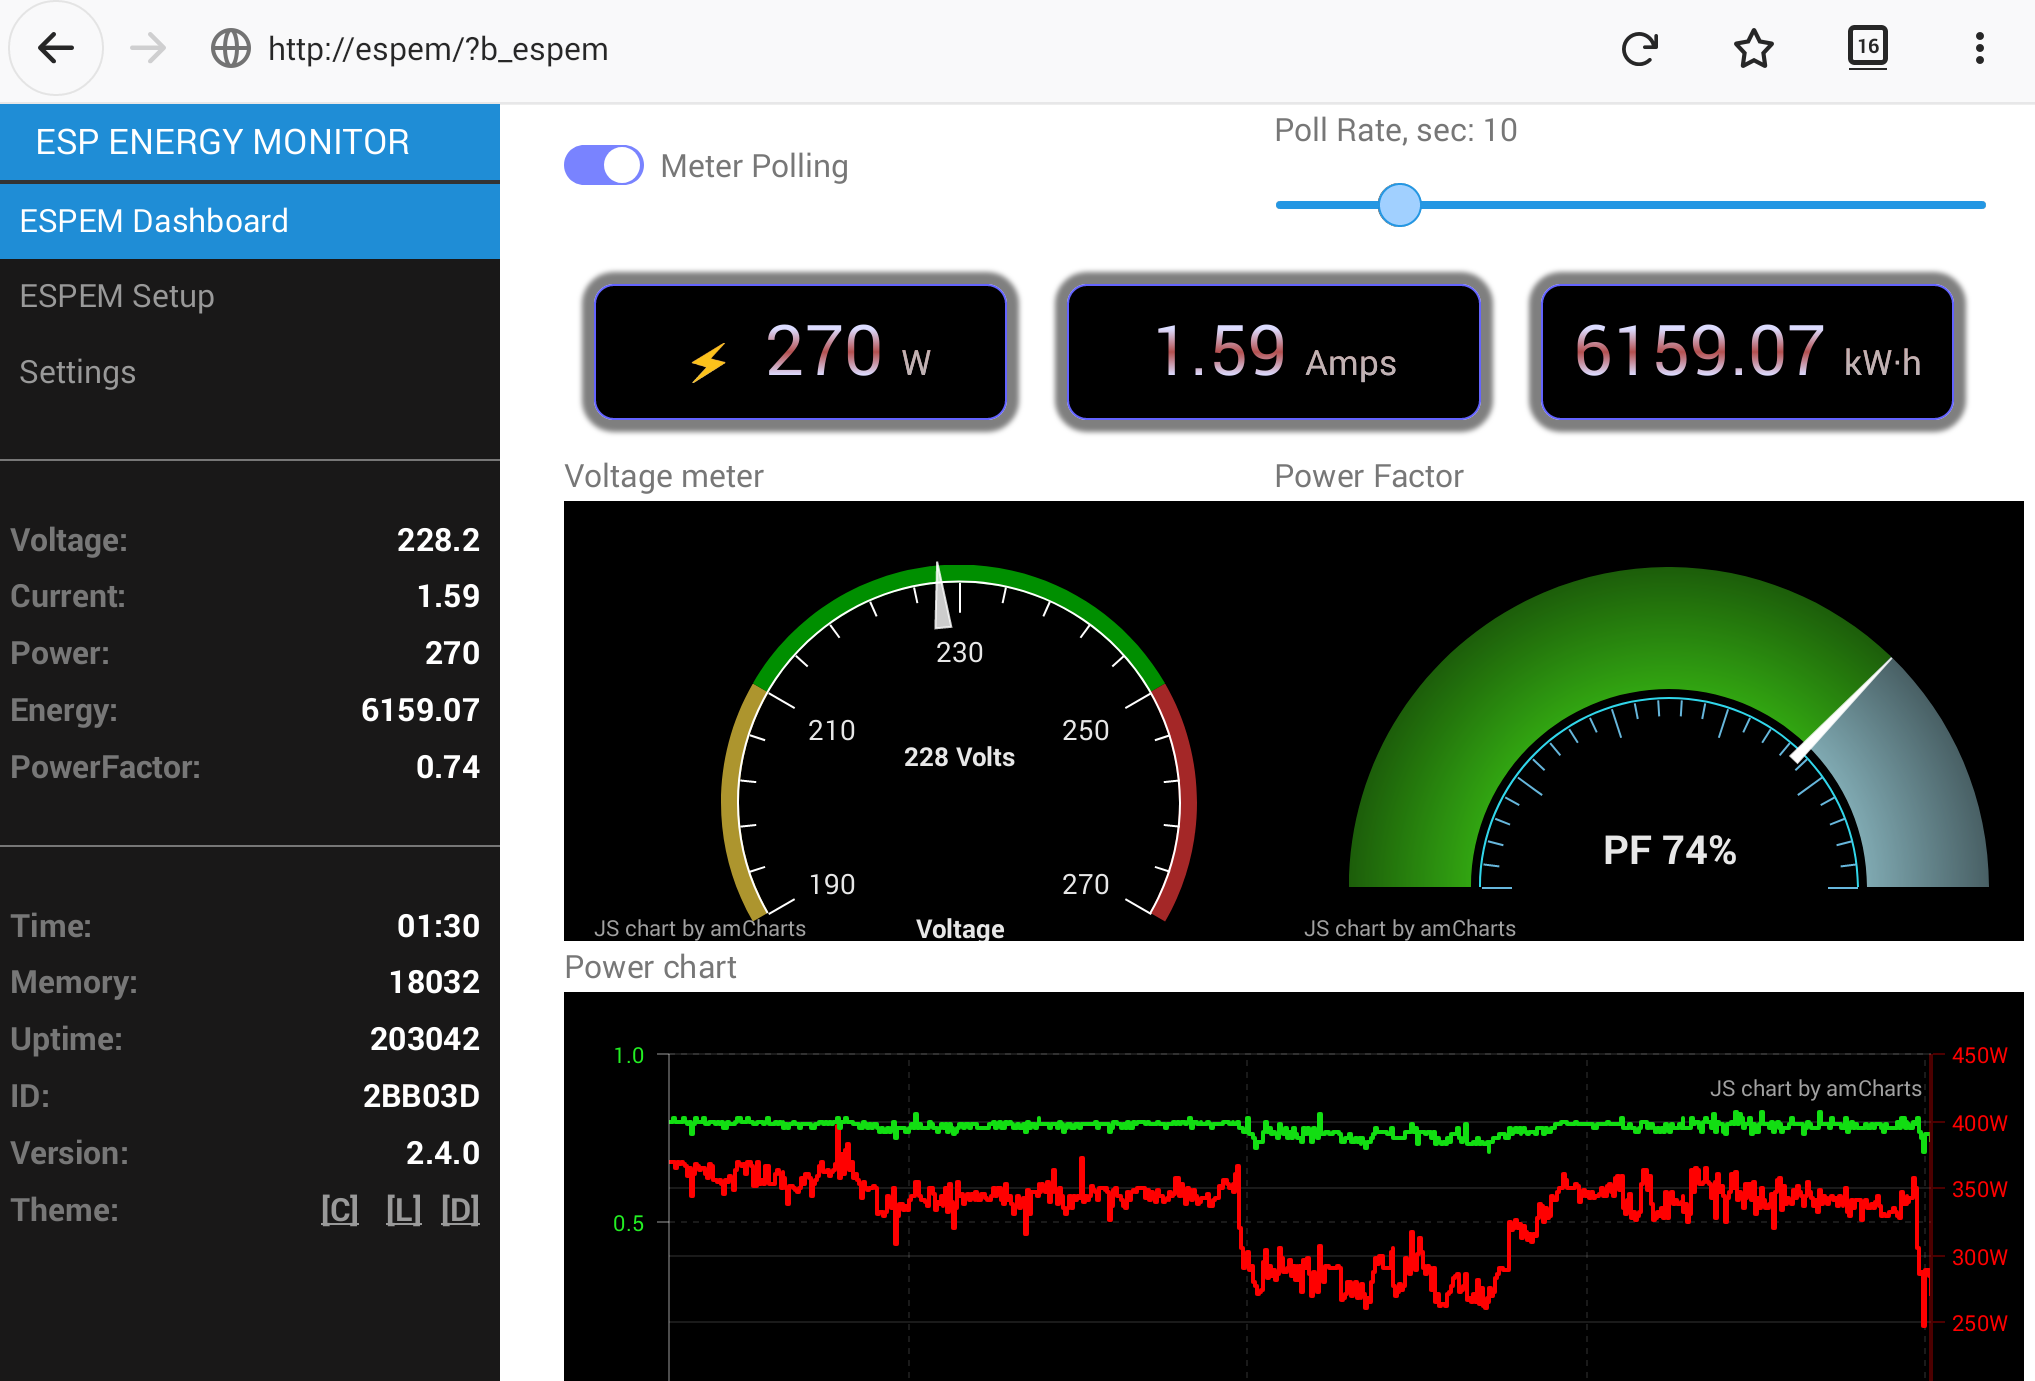 http://espem/?b_espem
16
ESP ENERGY MONITOR
ESPEM Dashboard
ESPEM Setup
Settings
Voltage: 228.2
Current: 1.59
Power: 270
Energy: 6159.07
PowerFactor: 0.74
Time: 01:30
Memory: 18032
Uptime: 203042
ID: 2BB03D
Version: 2.4.0
Theme: [C] [L] [D]
Meter Polling
Poll Rate, sec: 10
270 W
1.59 Amps
6159.07 kW·h
Voltage meter
230
210
250
228 Volts
190
270
JS chart by amCharts
Voltage
Power Factor
PF 74%
JS chart by amCharts
Power chart
1.0
0.5
JS chart by amCharts
450W
400W
350W
300W
250W